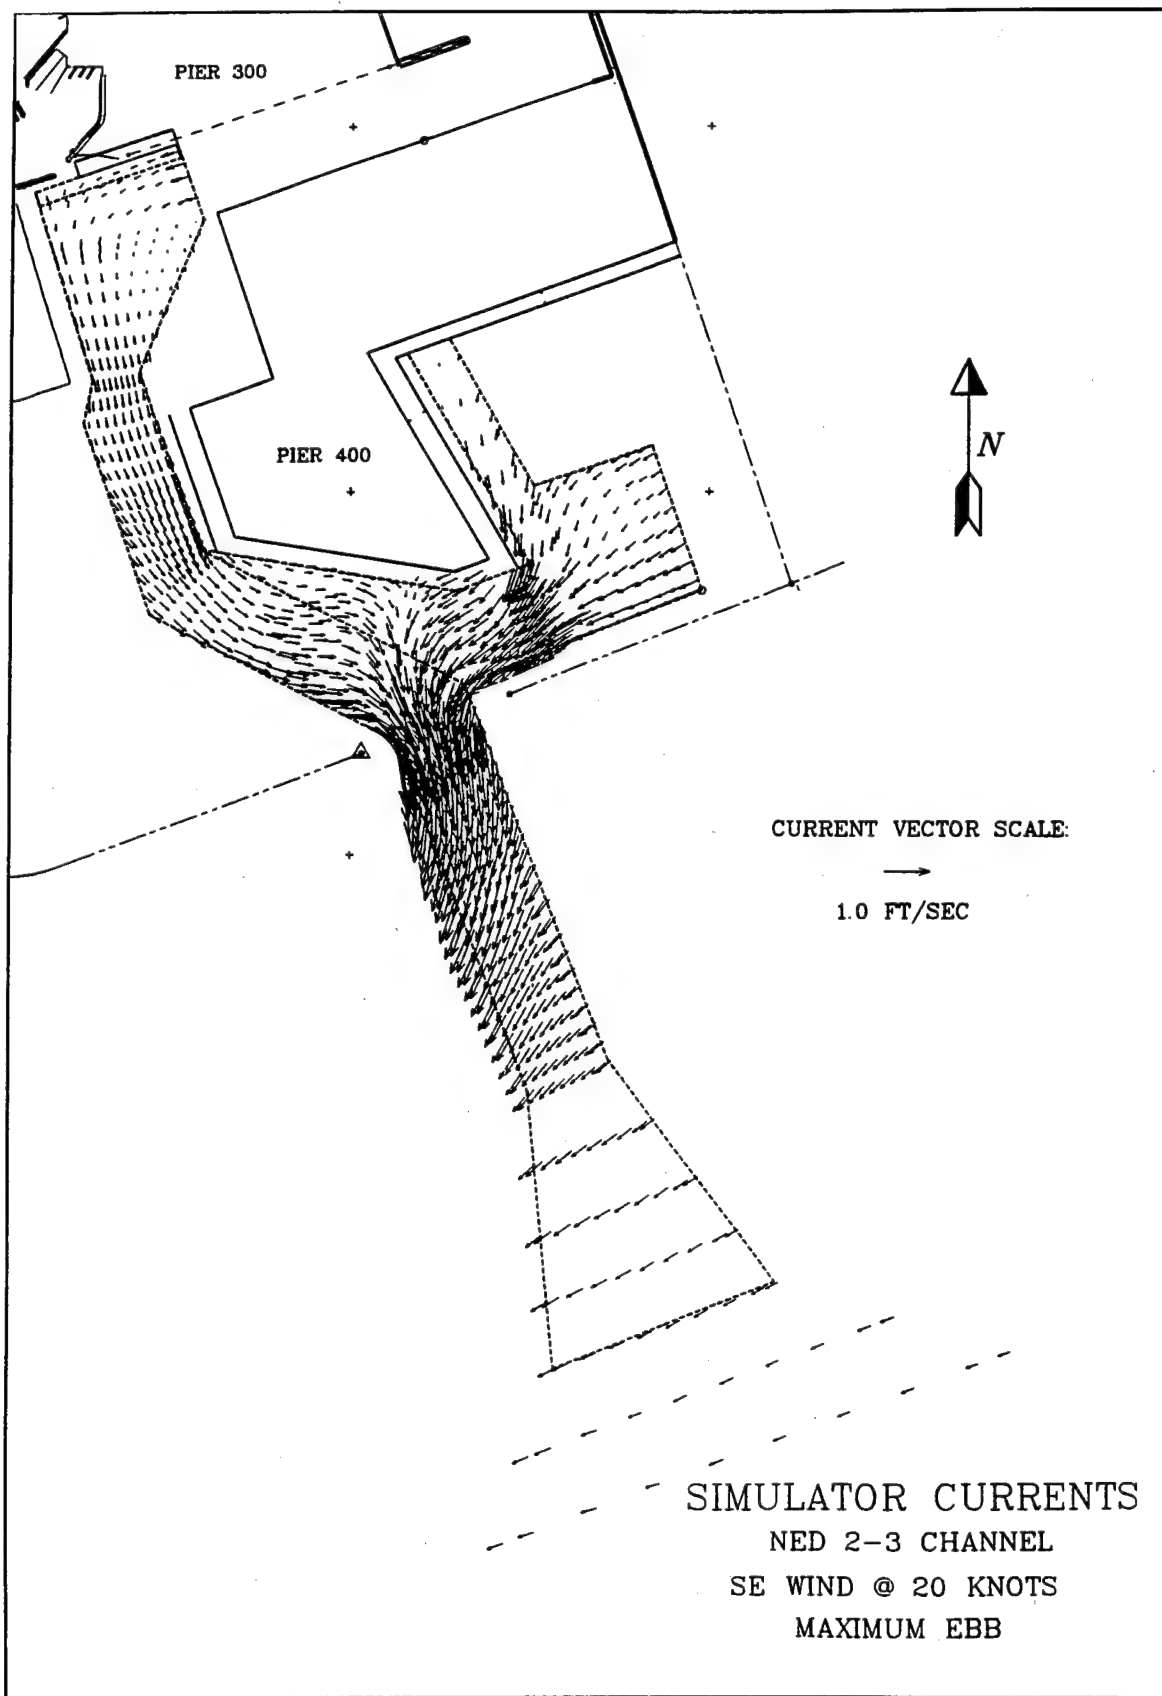 PIER 300
PIER 400
N
CURRENT VECTOR SCALE:
1.0 FT/SEC
SIMULATOR CURRENTS
NED 2-3 CHANNEL
SE WIND @ 20 KNOTS
MAXIMUM EBB